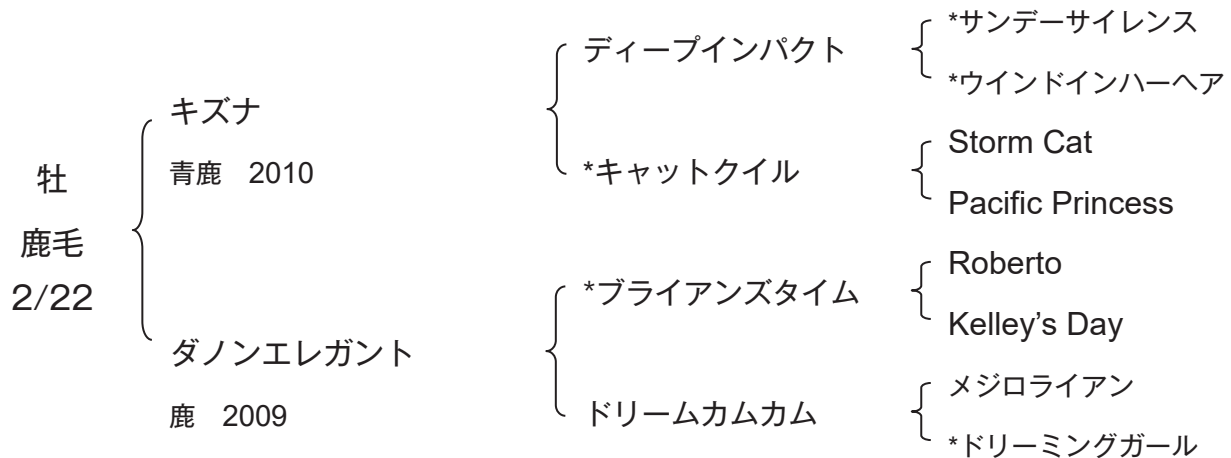 牡
鹿毛
2/22
キズナ
青鹿　2010
ダノンエレガント
鹿　2009
ディープインパクト
*キャットクイル
*ブライアンズタイム
ドリームカムカム
*サンデーサイレンス
*ウインドインハーヘア
Storm Cat
Pacific Princess
Roberto
Kelley’s Day
メジロライアン
*ドリーミングガール